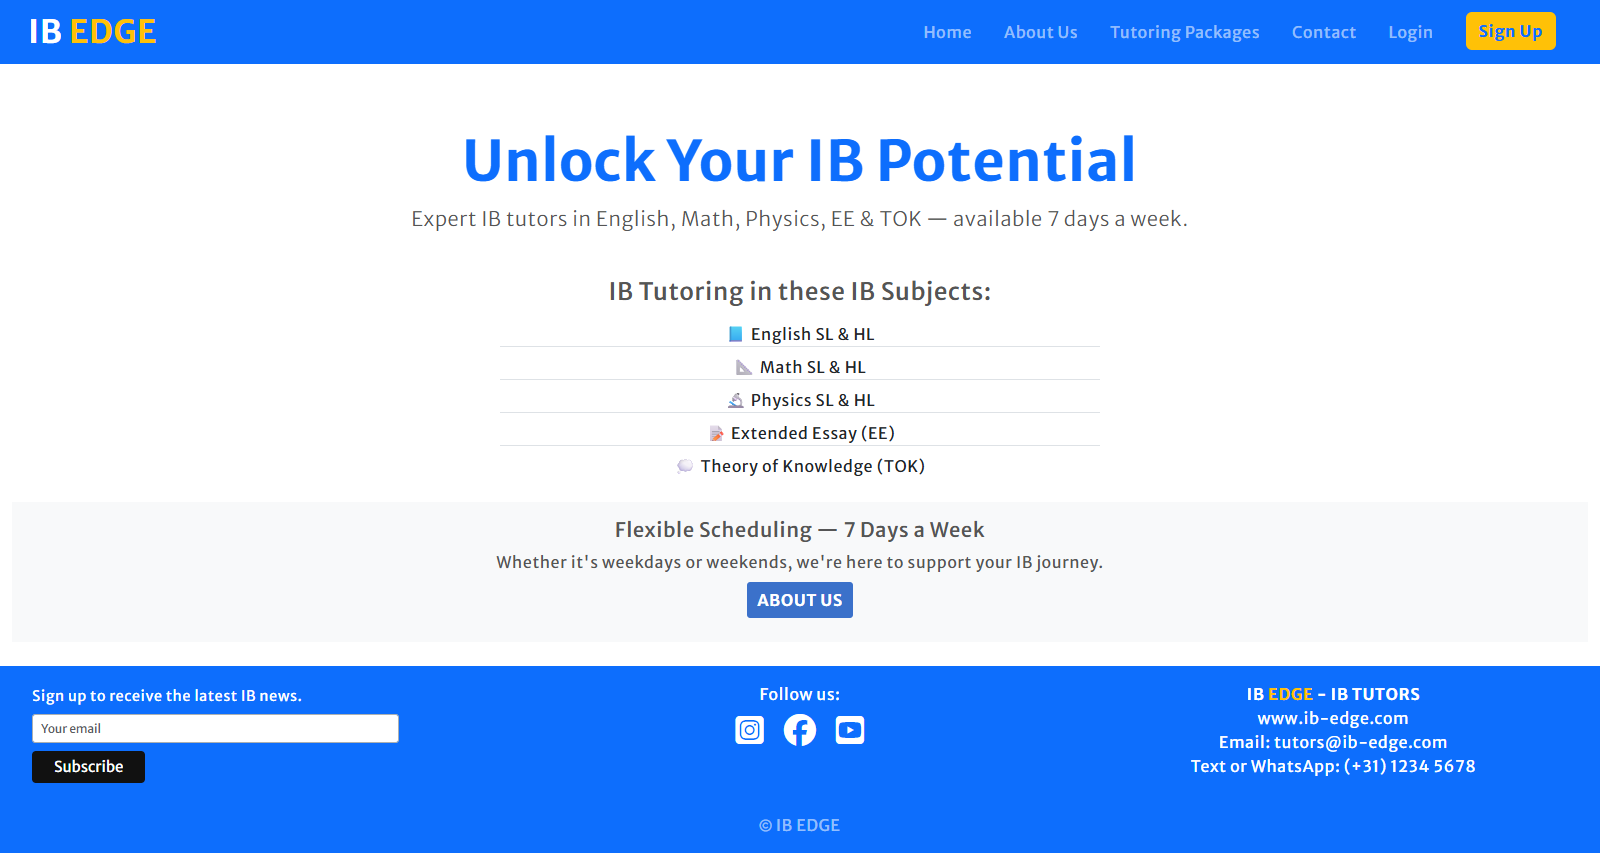 IB EDGE
Home About Us Tutoring Packages Contact Login Sign Up
Unlock Your IB Potential
Expert IB tutors in English, Math, Physics, EE & TOK — available 7 days a week.
IB Tutoring in these IB Subjects:
English SL & HL
Math SL & HL
Physics SL & HL
Extended Essay (EE)
Theory of Knowledge (TOK)
Flexible Scheduling — 7 Days a Week
Whether it's weekdays or weekends, we're here to support your IB journey.
ABOUT US
Sign up to receive the latest IB news.
Your email
Subscribe
Follow us:
IB EDGE - IB TUTORS
www.ib-edge.com
Email: tutors@ib-edge.com
Text or WhatsApp: (+31) 1234 5678
© IB EDGE